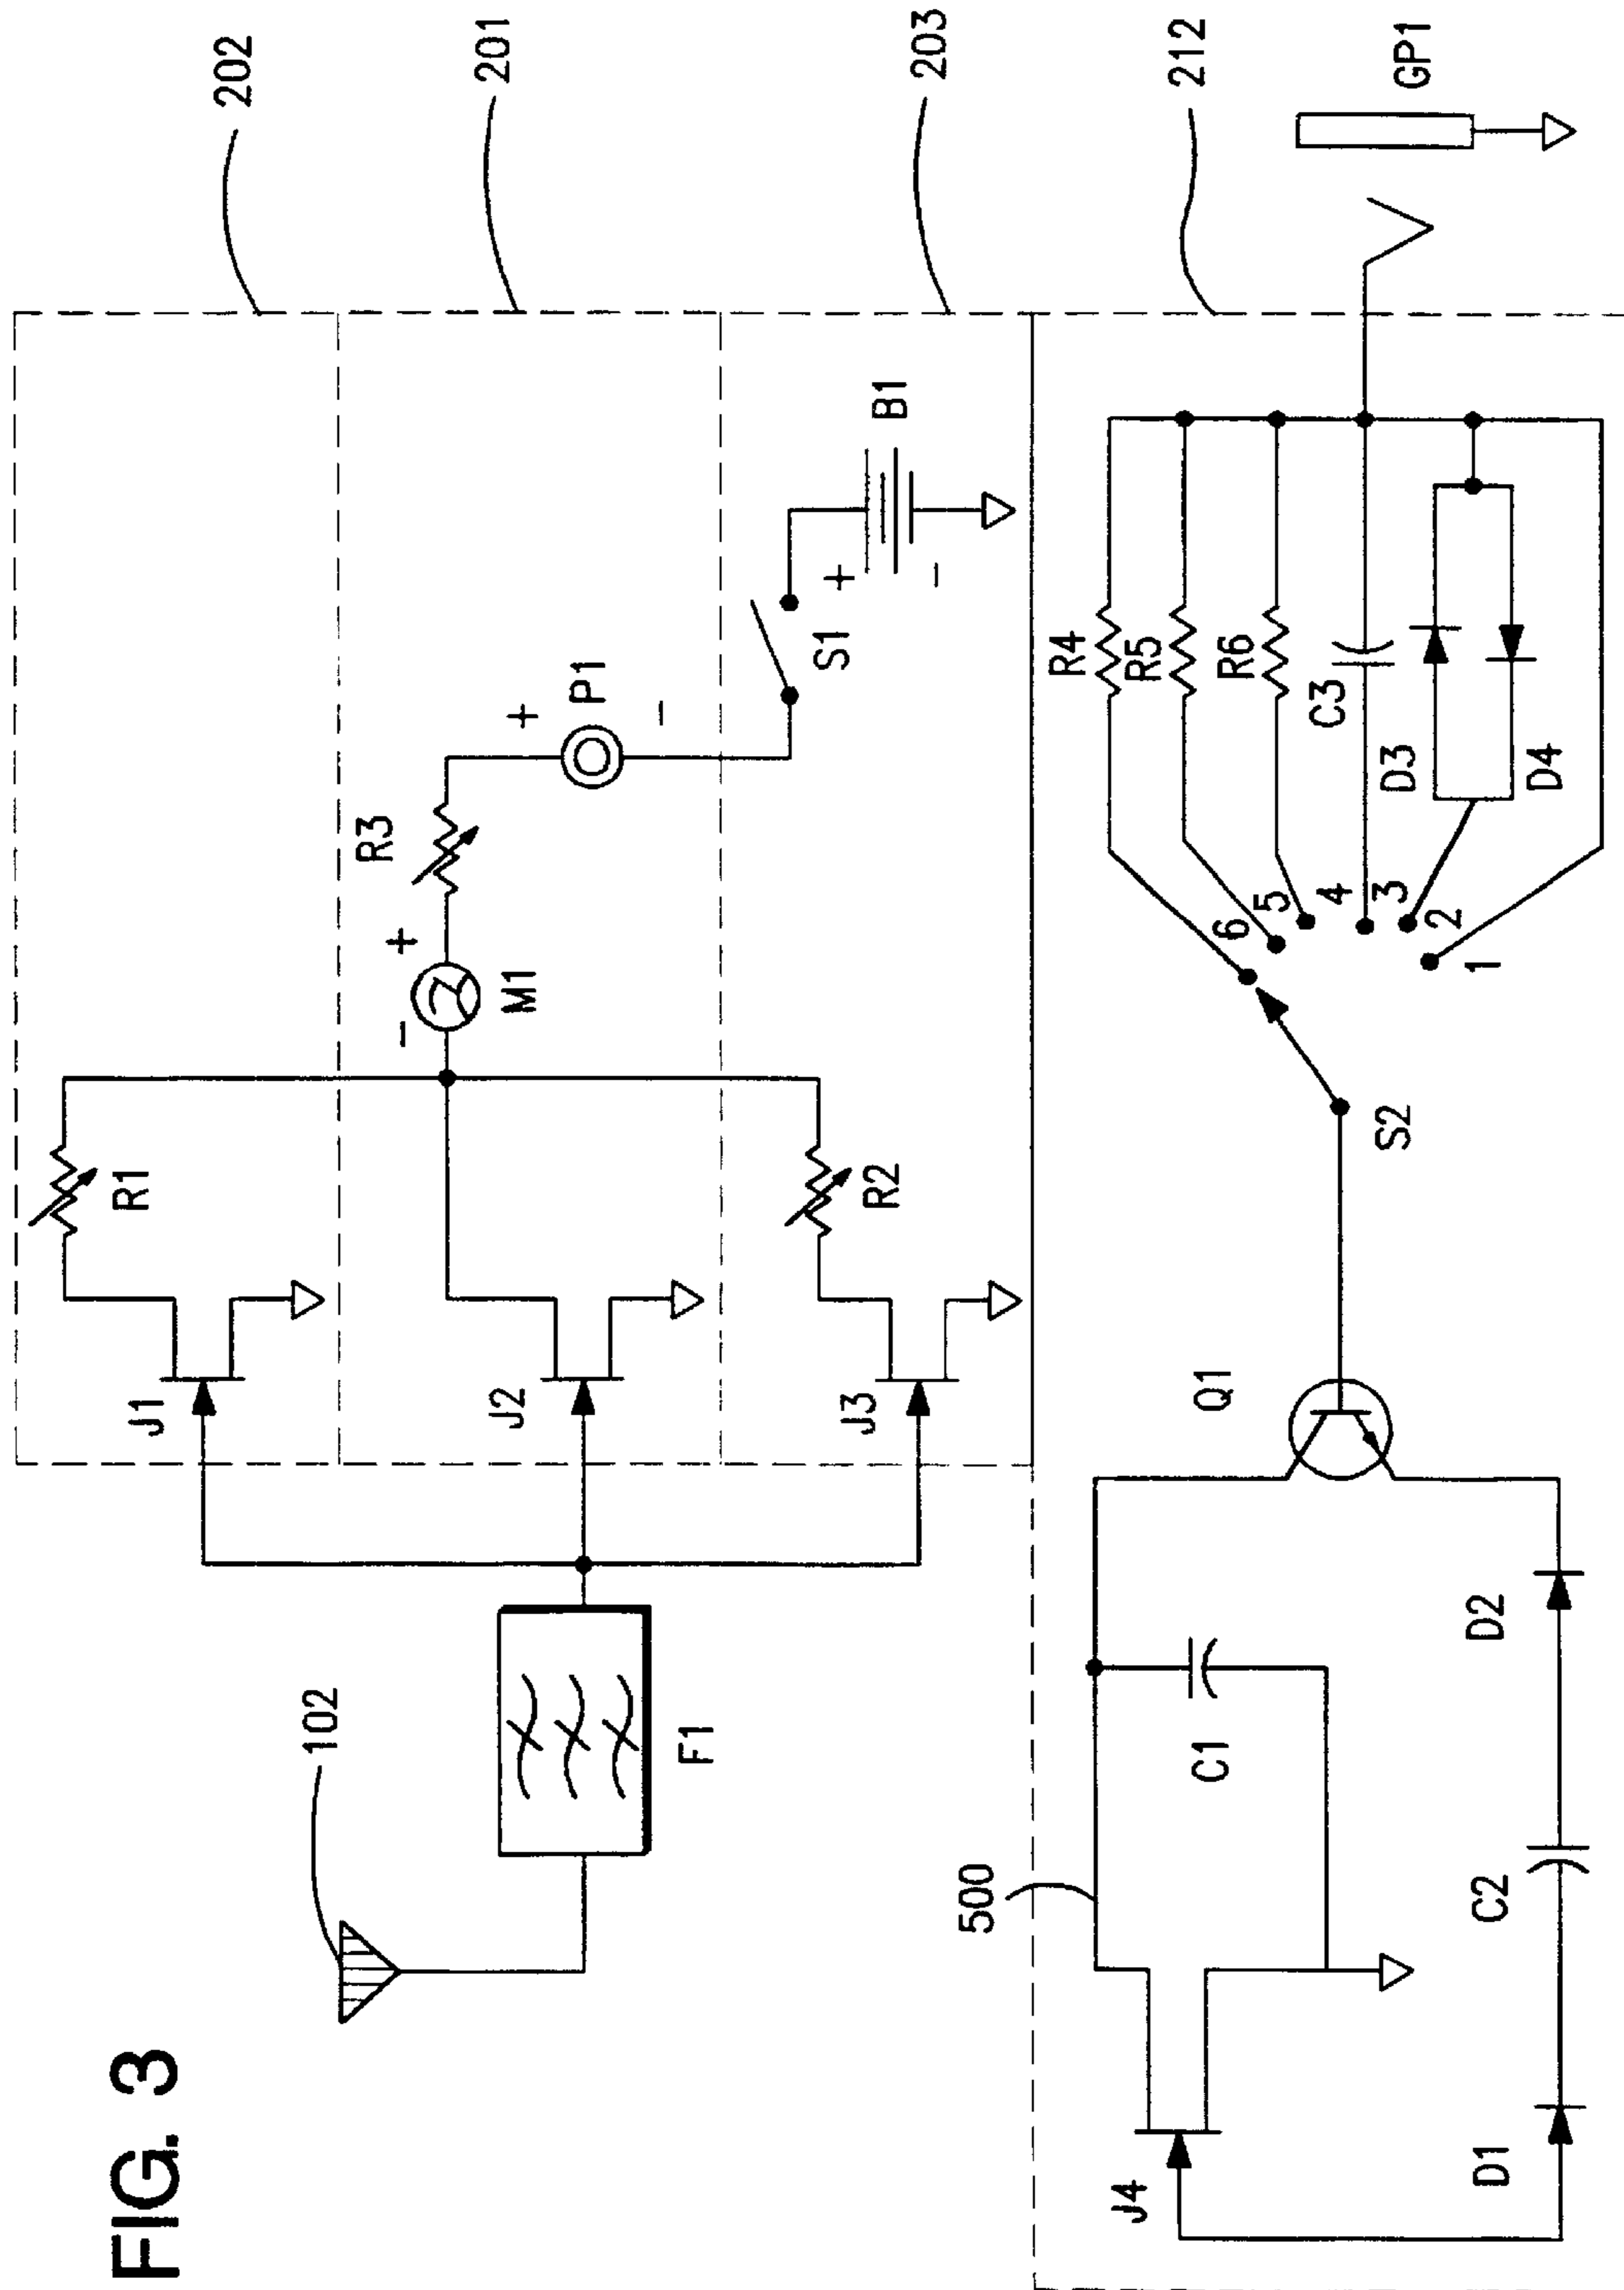 FIG. 3
202
201
203
212
GP1
102
F1
J1
R1
J2
M1
R3
P1
J3
R2
S1
B1
+
-
+
-
+
-
500
J4
C1
C2
D1
D2
Q1
S2
R4
R5
R6
C3
D3
D4
6
5
4
3
2
1